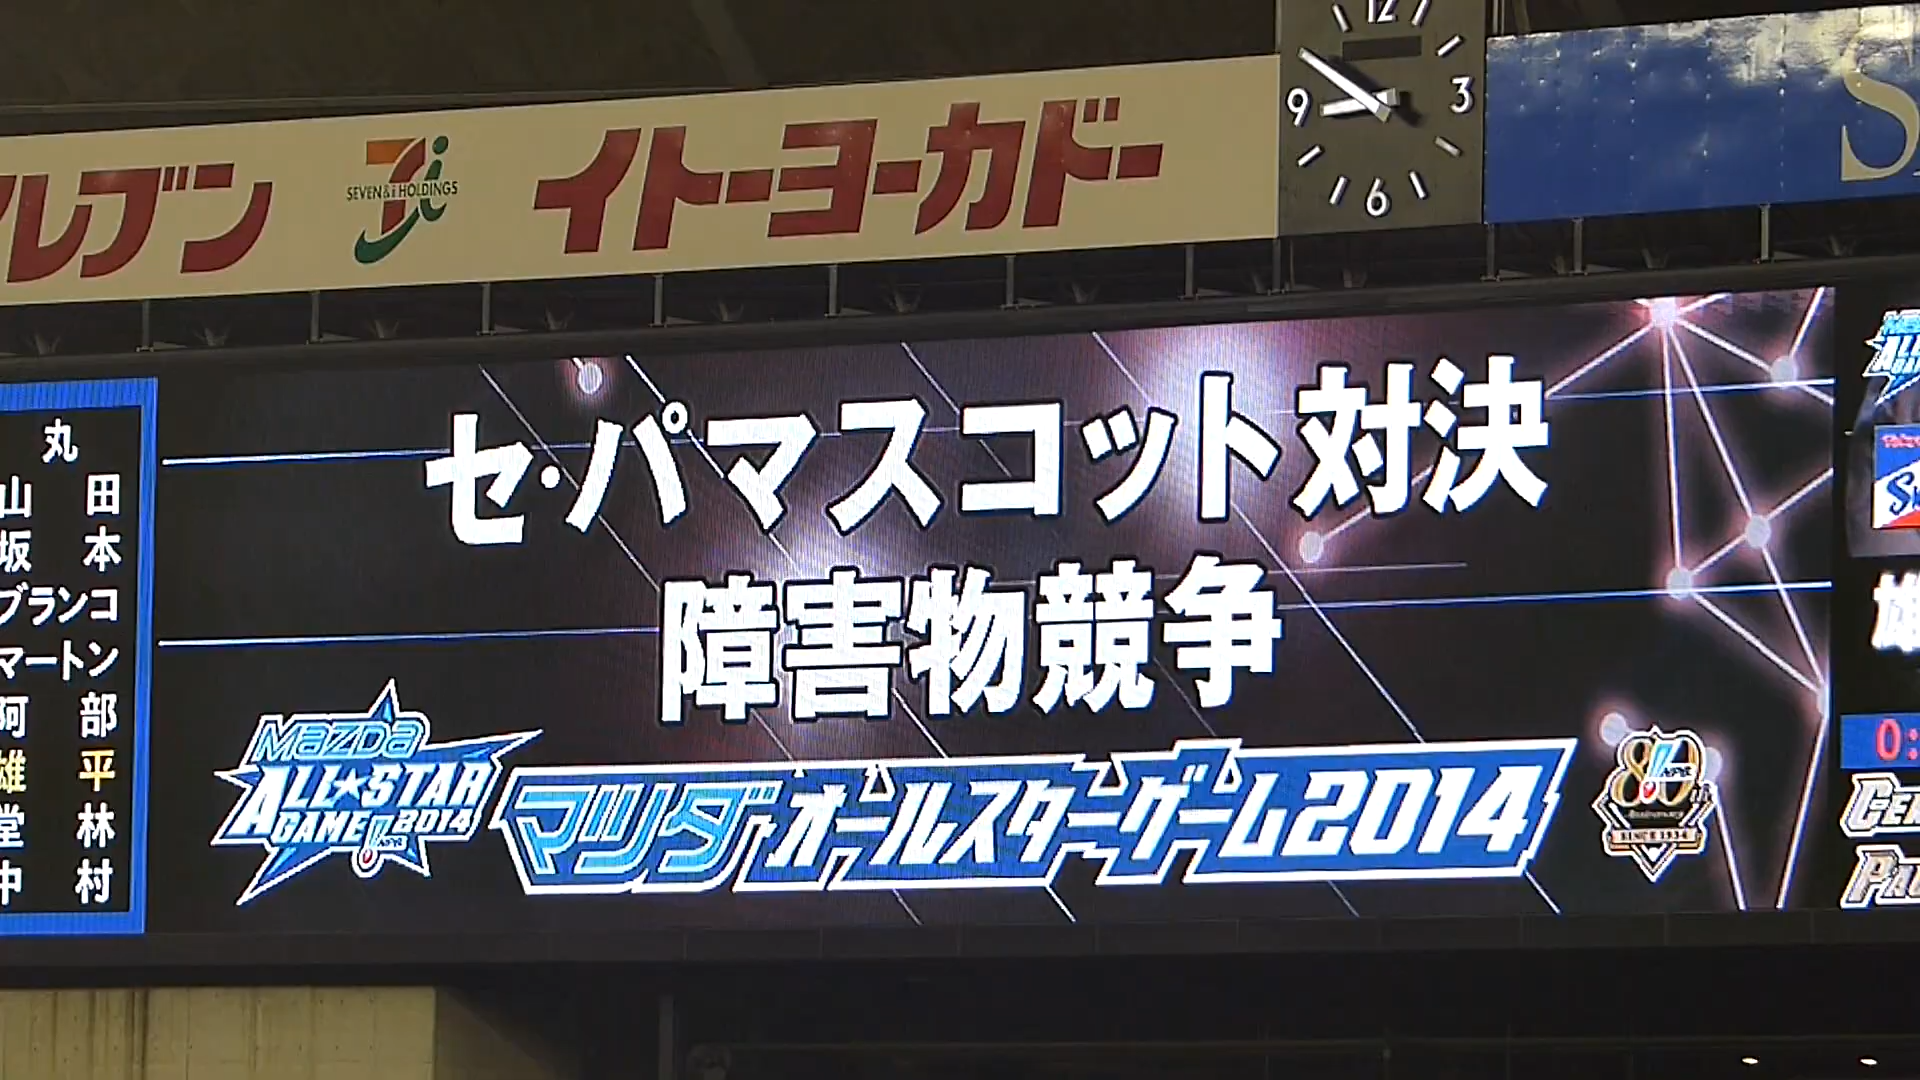 レブン
SEVEN&i HOLDINGS
イトーヨーカドー
12
3
6
9
セ・パマスコット対決
障害物競争
丸
山田
坂本
ブランコ
マートン
阿部
雄平
堂林
中村
MAZDA
ALL★STAR
GAME 2014
マツダオールスターゲーム2014
80th
SINCE 1934
0: